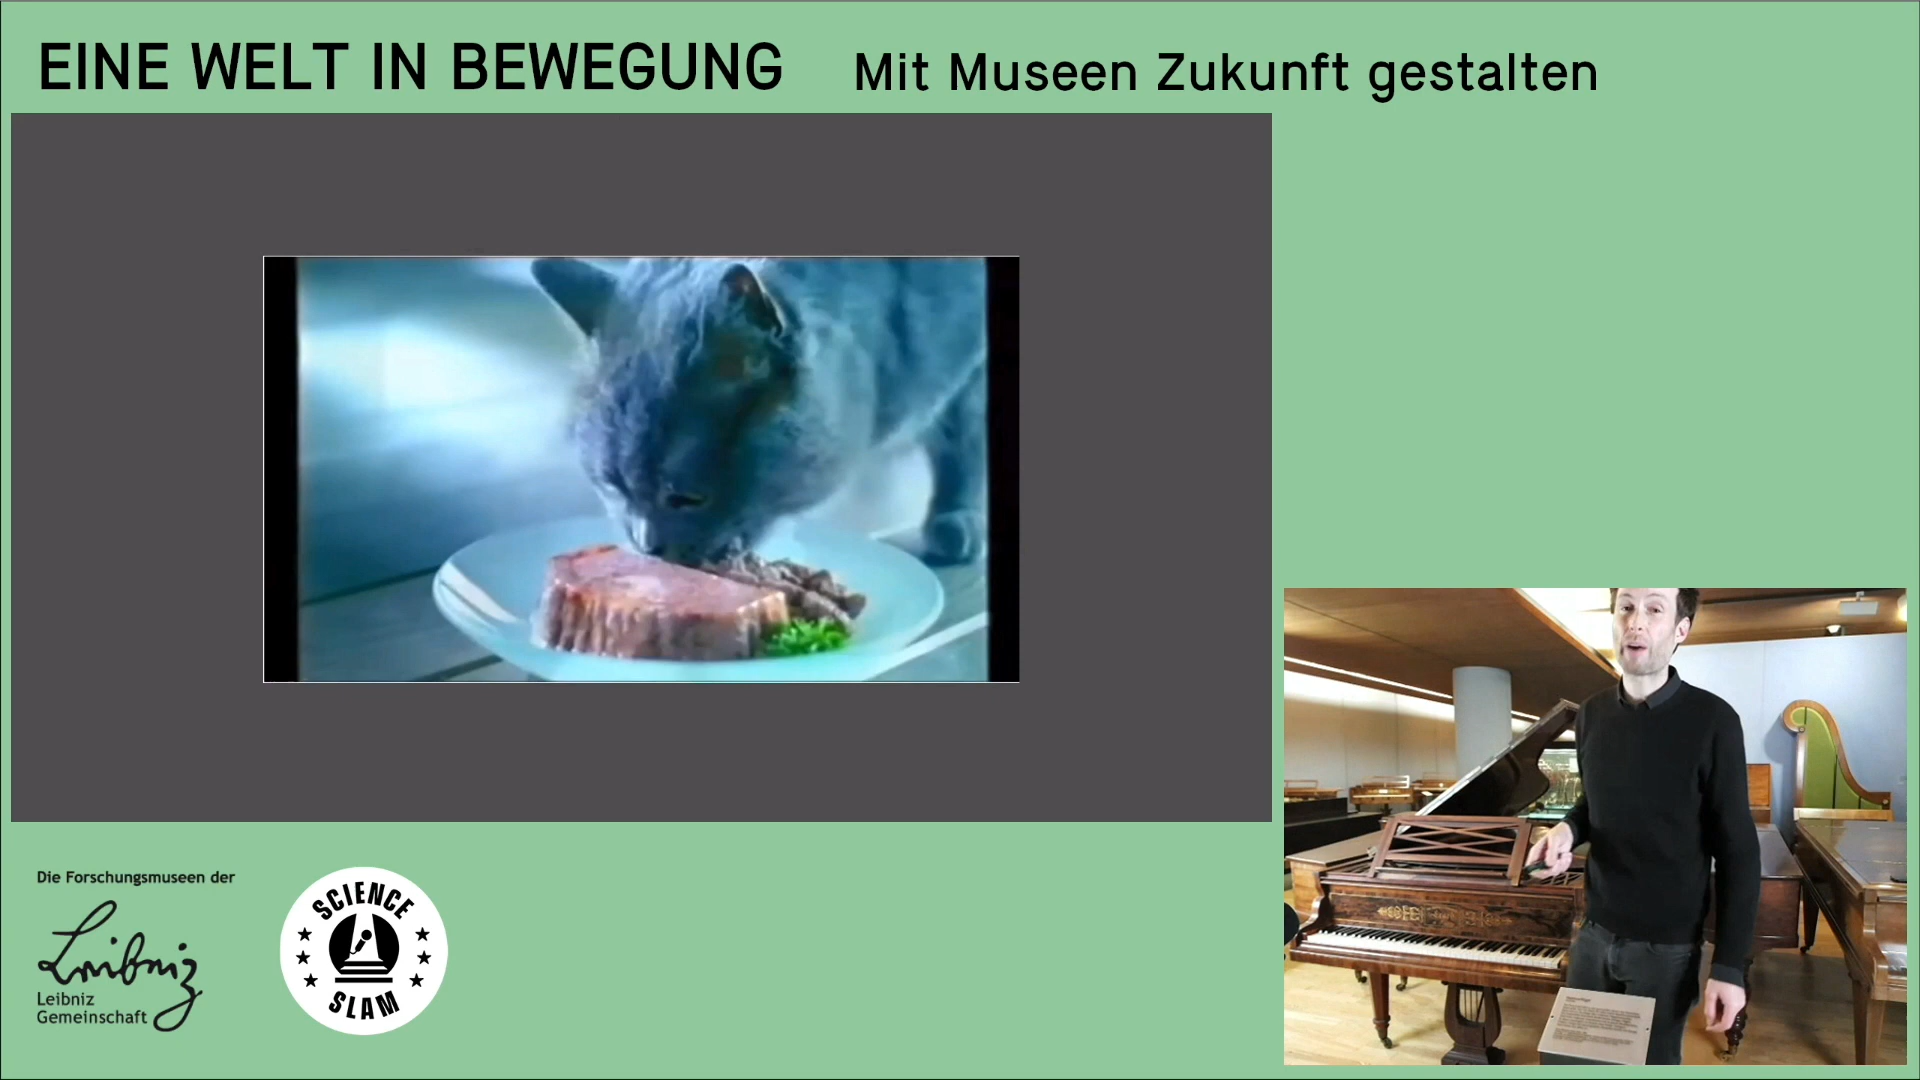 EINE WELT IN BEWEGUNG Mit Museen Zukunft gestalten
Die Forschungsmuseen der
Leibniz
Leibniz
Gemeinschaft
SCIENCE
SLAM